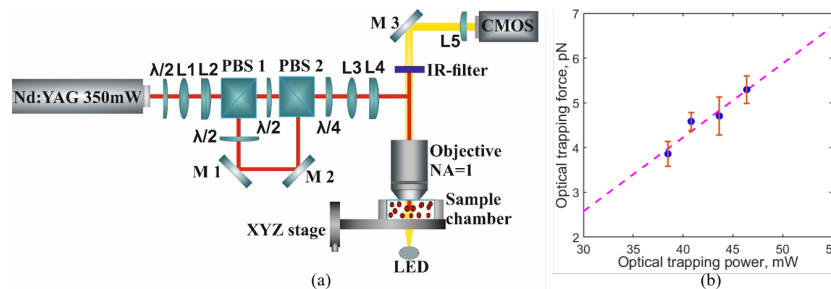 M 3
CMOS
L5
λ/2 L1 L2 PBS 1 PBS 2 L3 L4
IR-filter
Nd:YAG 350mW
λ/2 λ/2 λ/4
M 1 M 2
Objective
NA=1
Sample
chamber
XYZ stage
LED
(a)
Optical trapping force, pN
7
6
5
4
3
2
30 35 40 45 50 55
Optical trapping power, mW
(b)